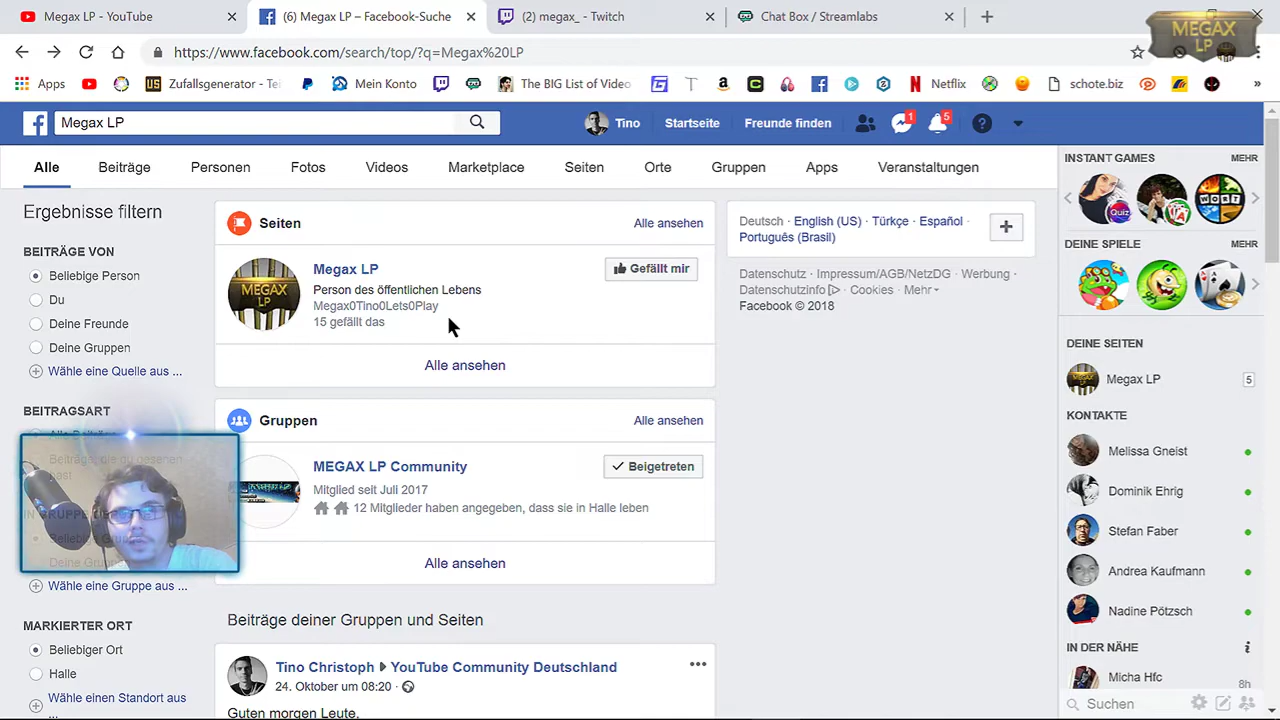 Megax LP - YouTube
(6) Megax LP – Facebook-Suche
(2) megax_ - Twitch
Chat Box / Streamlabs
https://www.facebook.com/search/top/?q=Megax%20LP
MEGAX
LP
Apps
Zufallsgenerator - Te
Mein Konto
The BIG List of Video
Netflix
schote.biz
»
Megax LP
Tino
Startseite
Freunde finden
1
5
Alle
Beiträge
Personen
Fotos
Videos
Marketplace
Seiten
Orte
Gruppen
Apps
Veranstaltungen
Ergebnisse filtern
BEITRÄGE VON
Beliebige Person
Du
Deine Freunde
Deine Gruppen
Wähle eine Quelle aus ...
BEITRAGSART
Beiträge, die du gesehen
hast
Wähle eine Gruppe aus ...
MARKIERTER ORT
Beliebiger Ort
Halle
Wähle einen Standort aus
...
Seiten
Alle ansehen
MEGAX
LP
Megax LP
Person des öffentlichen Lebens
Megax0Tino0Lets0Play
15 gefällt das
Gefällt mir
Alle ansehen
Gruppen
Alle ansehen
MEGAX LP Community
Mitglied seit Juli 2017
12 Mitglieder haben angegeben, dass sie in Halle leben
Beigetreten
Alle ansehen
Beiträge deiner Gruppen und Seiten
Tino Christoph
YouTube Community Deutschland
24. Oktober um 08:20
Guten morgen Leute.
Deutsch · English (US) · Türkçe · Español ·
Português (Brasil)
Datenschutz · Impressum/AGB/NetzDG · Werbung ·
Datenschutzinfo · Cookies · Mehr
Facebook © 2018
INSTANT GAMES
MEHR
Quiz
WORT
DEINE SPIELE
MEHR
DEINE SEITEN
Megax LP
5
KONTAKTE
Melissa Gneist
Dominik Ehrig
Stefan Faber
Andrea Kaufmann
Nadine Pötzsch
IN DER NÄHE
Micha Hfc
8h
Suchen